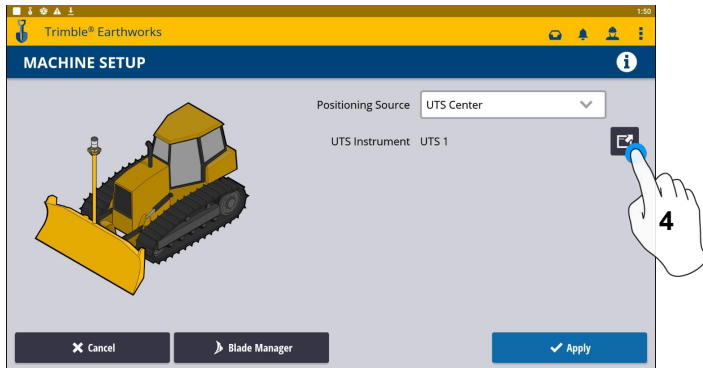 1:50
Trimble® Earthworks
MACHINE SETUP
Positioning Source UTS Center
UTS Instrument UTS 1
4
Cancel Blade Manager Apply